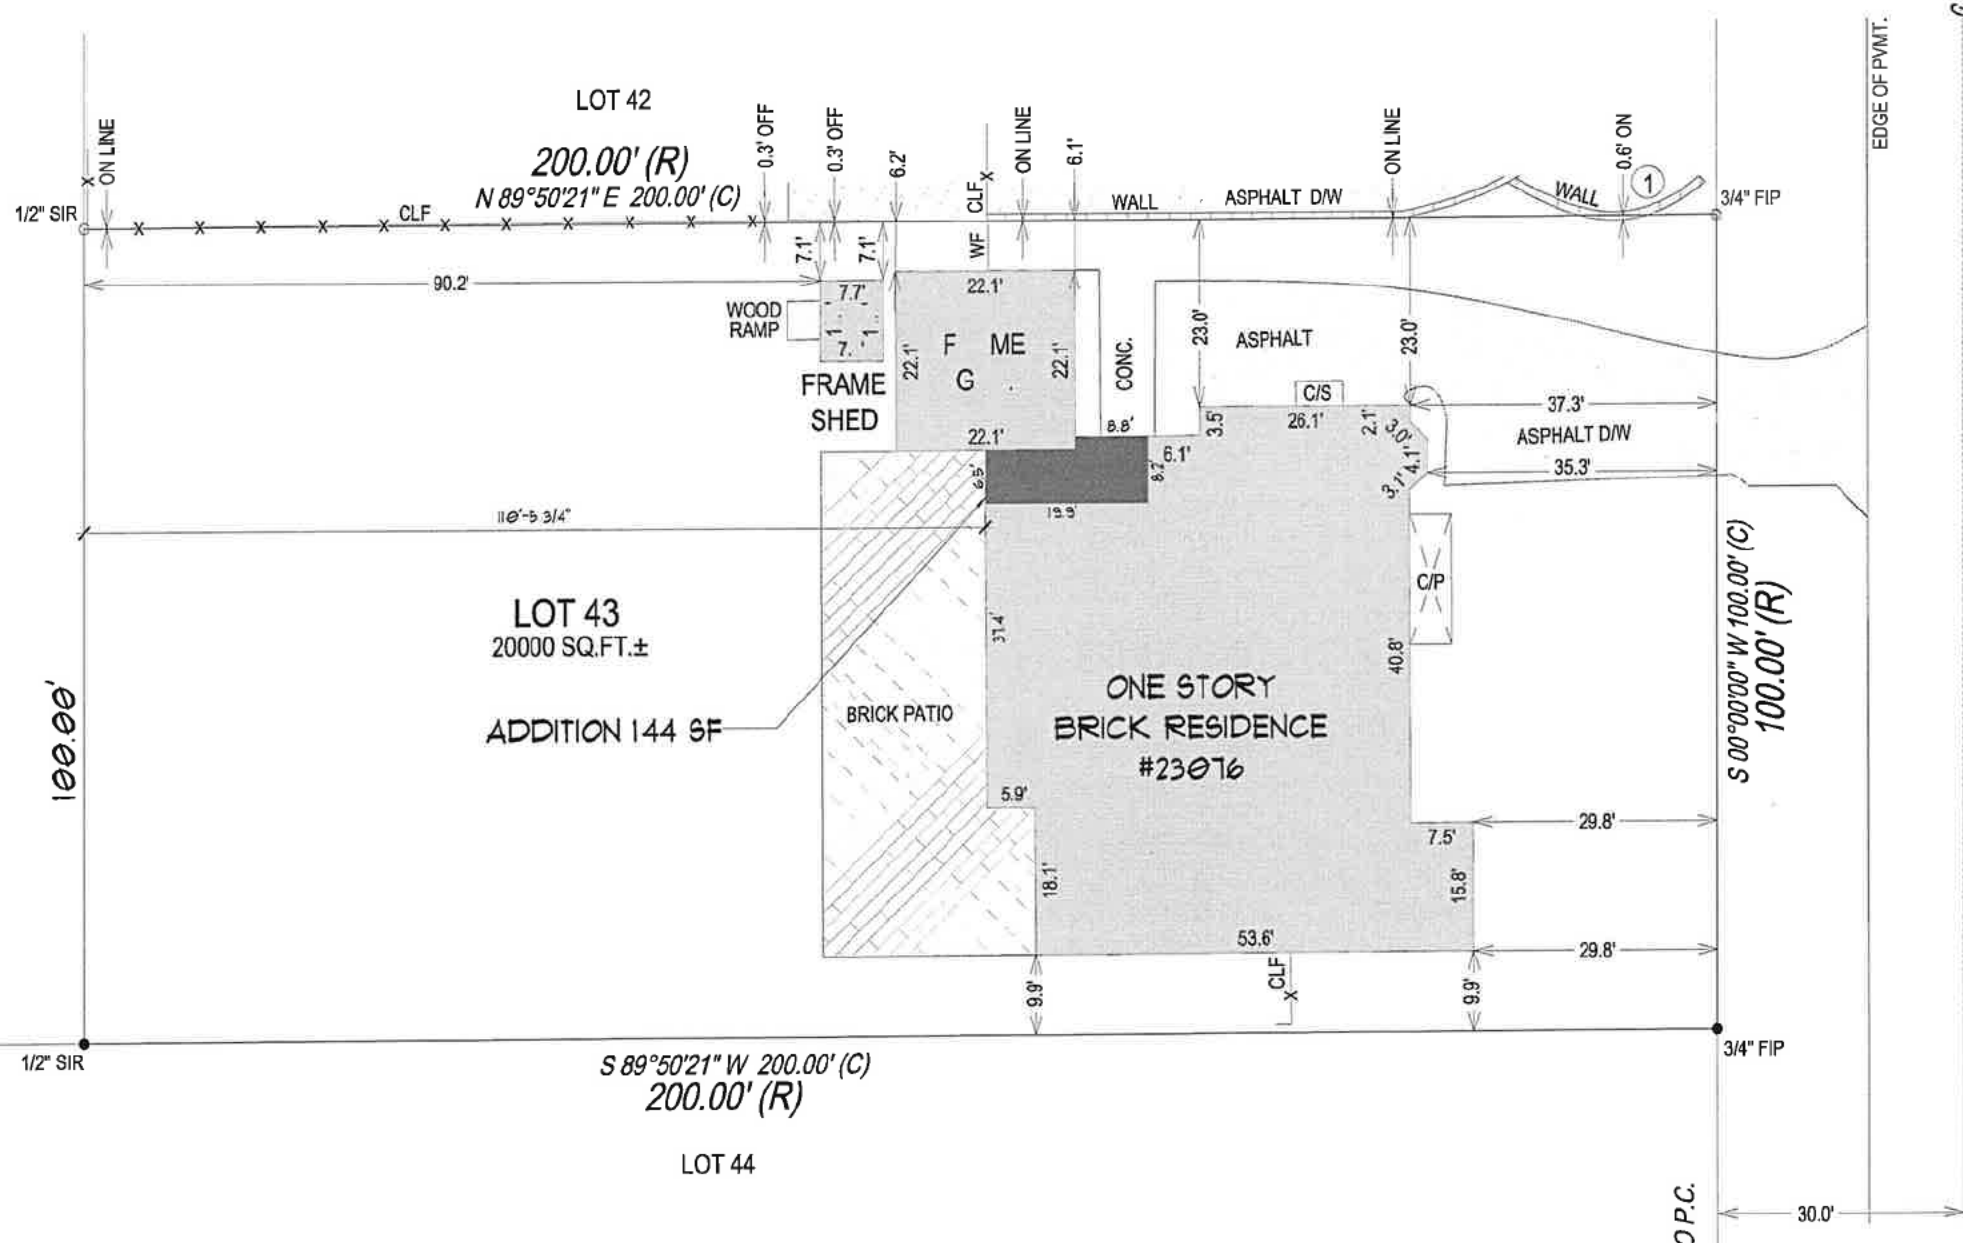 EDGE OF PVMT.
LOT 42
200.00' (R)
N 89°50'21" E 200.00' (C)
ON LINE
0.3' OFF
0.3' OFF
6.2'
CLF
ON LINE
6.1'
ON LINE
0.6' ON
1
1/2" SIR
CLF
X X X X X X X X X X X
WALL
ASPHALT D/W
WALL
3/4" FIP
WF
7.1'
7.1'
90.2'
7.7'
22.1'
WOOD
RAMP
F ME
G
22.1'
22.1'
CONC.
23.0'
ASPHALT
23.0'
C/S
37.3'
FRAME
SHED
22.1'
8.8'
3.5'
26.1'
2.1'
3.0'
ASPHALT D/W
6.1'
4.1'
35.3'
6.5'
8.2'
3.1'
110'-5 3/4"
19.9'
LOT 43
20000 SQ.FT.±
37.4'
C/P
S 00°00'00" W 100.00' (C)
100.00' (R)
100.00'
ADDITION 144 SF
BRICK PATIO
ONE STORY
BRICK RESIDENCE
#23076
40.8'
5.9'
29.8'
7.5'
18.1'
15.8'
53.6'
29.8'
9.9'
CLF
X
9.9'
1/2" SIR
S 89°50'21" W 200.00' (C)
200.00' (R)
3/4" FIP
LOT 44
P.C.
30.0'